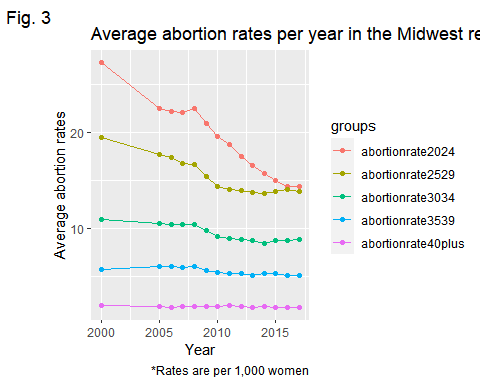 Fig. 3
Average abortion rates per year in the Midwest re
Average abortion rates
20
10
2000 2005 2010 2015
Year
*Rates are per 1,000 women
groups
abortionrate2024
abortionrate2529
abortionrate3034
abortionrate3539
abortionrate40plus